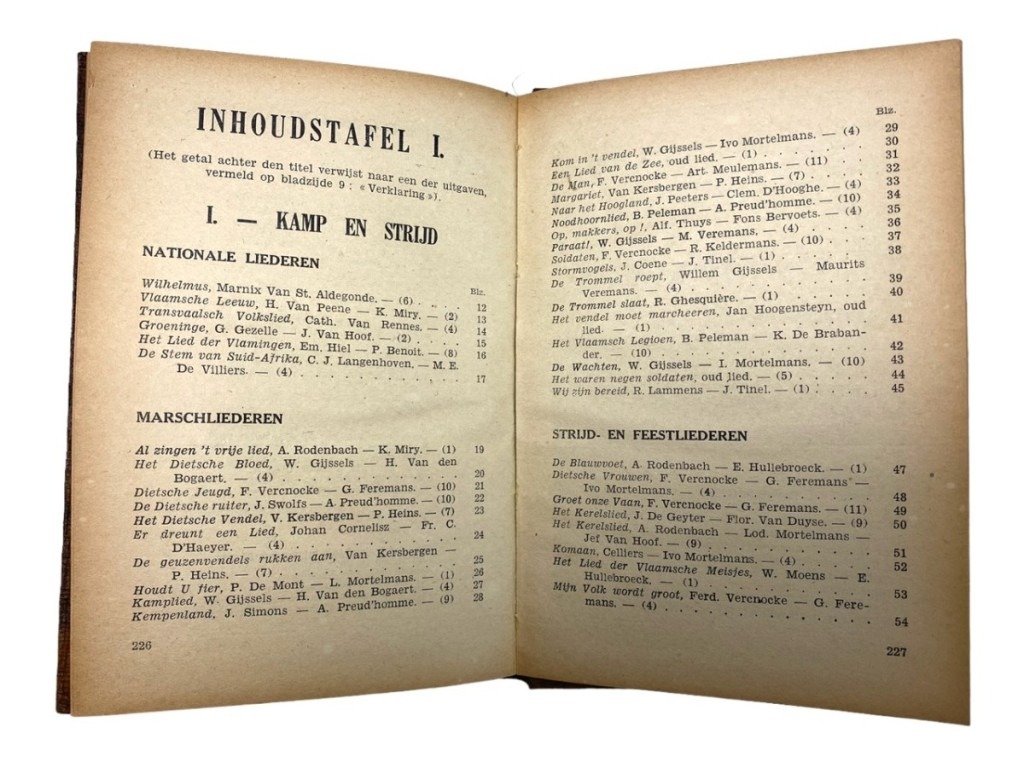 INHOUDSTAFEL I.
(Het getal achter den titel verwijst naar een der uitgaven,
vermeld op bladzijde 9 : « Verklaring »).
I. — KAMP EN STRIJD
NATIONALE LIEDEREN
Blz.
Wilhelmus, Marnix Van St. Aldegonde. — (6) . . . . 12
Vlaamsche Leeuw, H. Van Peene — K. Miry. — (2) . . 13
Transvaalsch Volkslied, Cath. Van Rennes. — (4) . . 14
Groeninge, G. Gezelle — J. Van Hoof. — (2) . . . . 15
Het Lied der Vlamingen, Em. Hiel — P. Benoit. — (8) 16
De Stem van Suid-Afrika, C. J. Langenhoven. — M. E.
De Villiers. — (4) . . . . . . . . . . 17
MARSCHLIEDEREN
Al zingen 't vrije lied, A. Rodenbach — K. Miry. — (1) 19
Het Dietsche Bloed, W. Gijssels — H. Van den
Bogaert. — (4) . . . . . . . . . . 20
Dietsche Jeugd, F. Vercnocke — G. Feremans. — (10) 21
De Dietsche ruiter, J. Swolfs — A. Preud'homme. — (10) 22
Het Dietsche Vendel, V. Kersbergen — P. Heins. — (7) 23
Er dreunt een Lied, Johan Cornelisz — Fr. C.
D'Haeyer. — (4) . . . . . . . . . . 24
De geuzenvendels rukken aan, Van Kersbergen —
P. Heins. — (7) . . . . . . . . . . 25
Houdt U fier, P. De Mont — L. Mortelmans. — (1) 26
Kamplied, W. Gijssels — H. Van den Bogaert. — (4) 27
Kempenland, J. Simons — A. Preud'homme. — (9) 28
226
Blz.
Kom in 't vendel, W. Gijssels — Ivo Mortelmans. — (4) 29
Een Lied van de Zee, oud lied. — (1) . . . . . 30
De Man, F. Vercnocke — Art. Meulemans. — (11) . . 31
Margariet, Van Kersbergen — P. Heins. — (7) . . . 32
Naar het Hoogland, J. Peeters — Clem. D'Hooghe. — (4) 33
Noodhoornlied, B. Peleman — A. Preud'homme. — (10) 34
Op, makkers, op !, Alf. Thuys — Fons Bervoets. — (4) 35
Paraat!, W. Gijssels — M. Veremans. — (4) . . . . 36
Soldaten, F. Vercnocke — R. Keldermans. — (10) . . 37
Stormvogels, J. Coene — J. Tinel. — (1) . . . . . 38
De Trommel roept, Willem Gijssels — Maurits
Veremans. — (4) . . . . . . . . . . 39
De Trommel slaat, R. Ghesquière. — (1) . . . . . 40
Het vendel moet marcheeren, Jan Hoogensteyn, oud
lied. — (1) . . . . . . . . . . 41
Het Vlaamsch Legioen, B. Peleman — K. De Braban-
der. — (10) . . . . . . . . . . 42
De Wachten, W. Gijssels — I. Mortelmans. — (10) 43
Het waren negen soldaten, oud lied. — (5) . . . . 44
Wij zijn bereid, R. Lammens — J. Tinel. — (1) . . . 45
STRIJD- EN FEESTLIEDEREN
De Blauwvoet, A. Rodenbach — E. Hullebroeck. — (1) 47
Dietsche Vrouwen, F. Vercnocke — G. Feremans —
Ivo Mortelmans. — (4) . . . . . . . . . . 48
Groet onze Vaan, F. Vercnocke — G. Feremans. — (11) 49
Het Kerelslied, J. De Geyter — Flor. Van Duyse. — (9) 50
Het Kerelslied, A. Rodenbach — Lod. Mortelmans —
Jef Van Hoof. — (9) . . . . . . . . . . 51
Komaan, Celliers — Ivo Mortelmans. — (4) . . . . 52
Het Lied der Vlaamsche Meisjes, W. Moens — E.
Hullebroeck. — (1) . . . . . . . . . . 53
Mijn Volk wordt groot, Ferd. Vercnocke — G. Fere-
mans. — (4) . . . . . . . . . . 54
227